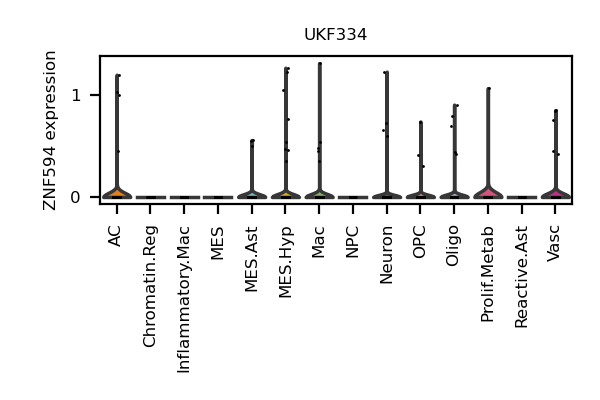 UKF334
ZNF594 expression
1
0
AC
Chromatin.Reg
Inflammatory.Mac
MES
MES.Ast
MES.Hyp
Mac
NPC
Neuron
OPC
Oligo
Prolif.Metab
Reactive.Ast
Vasc